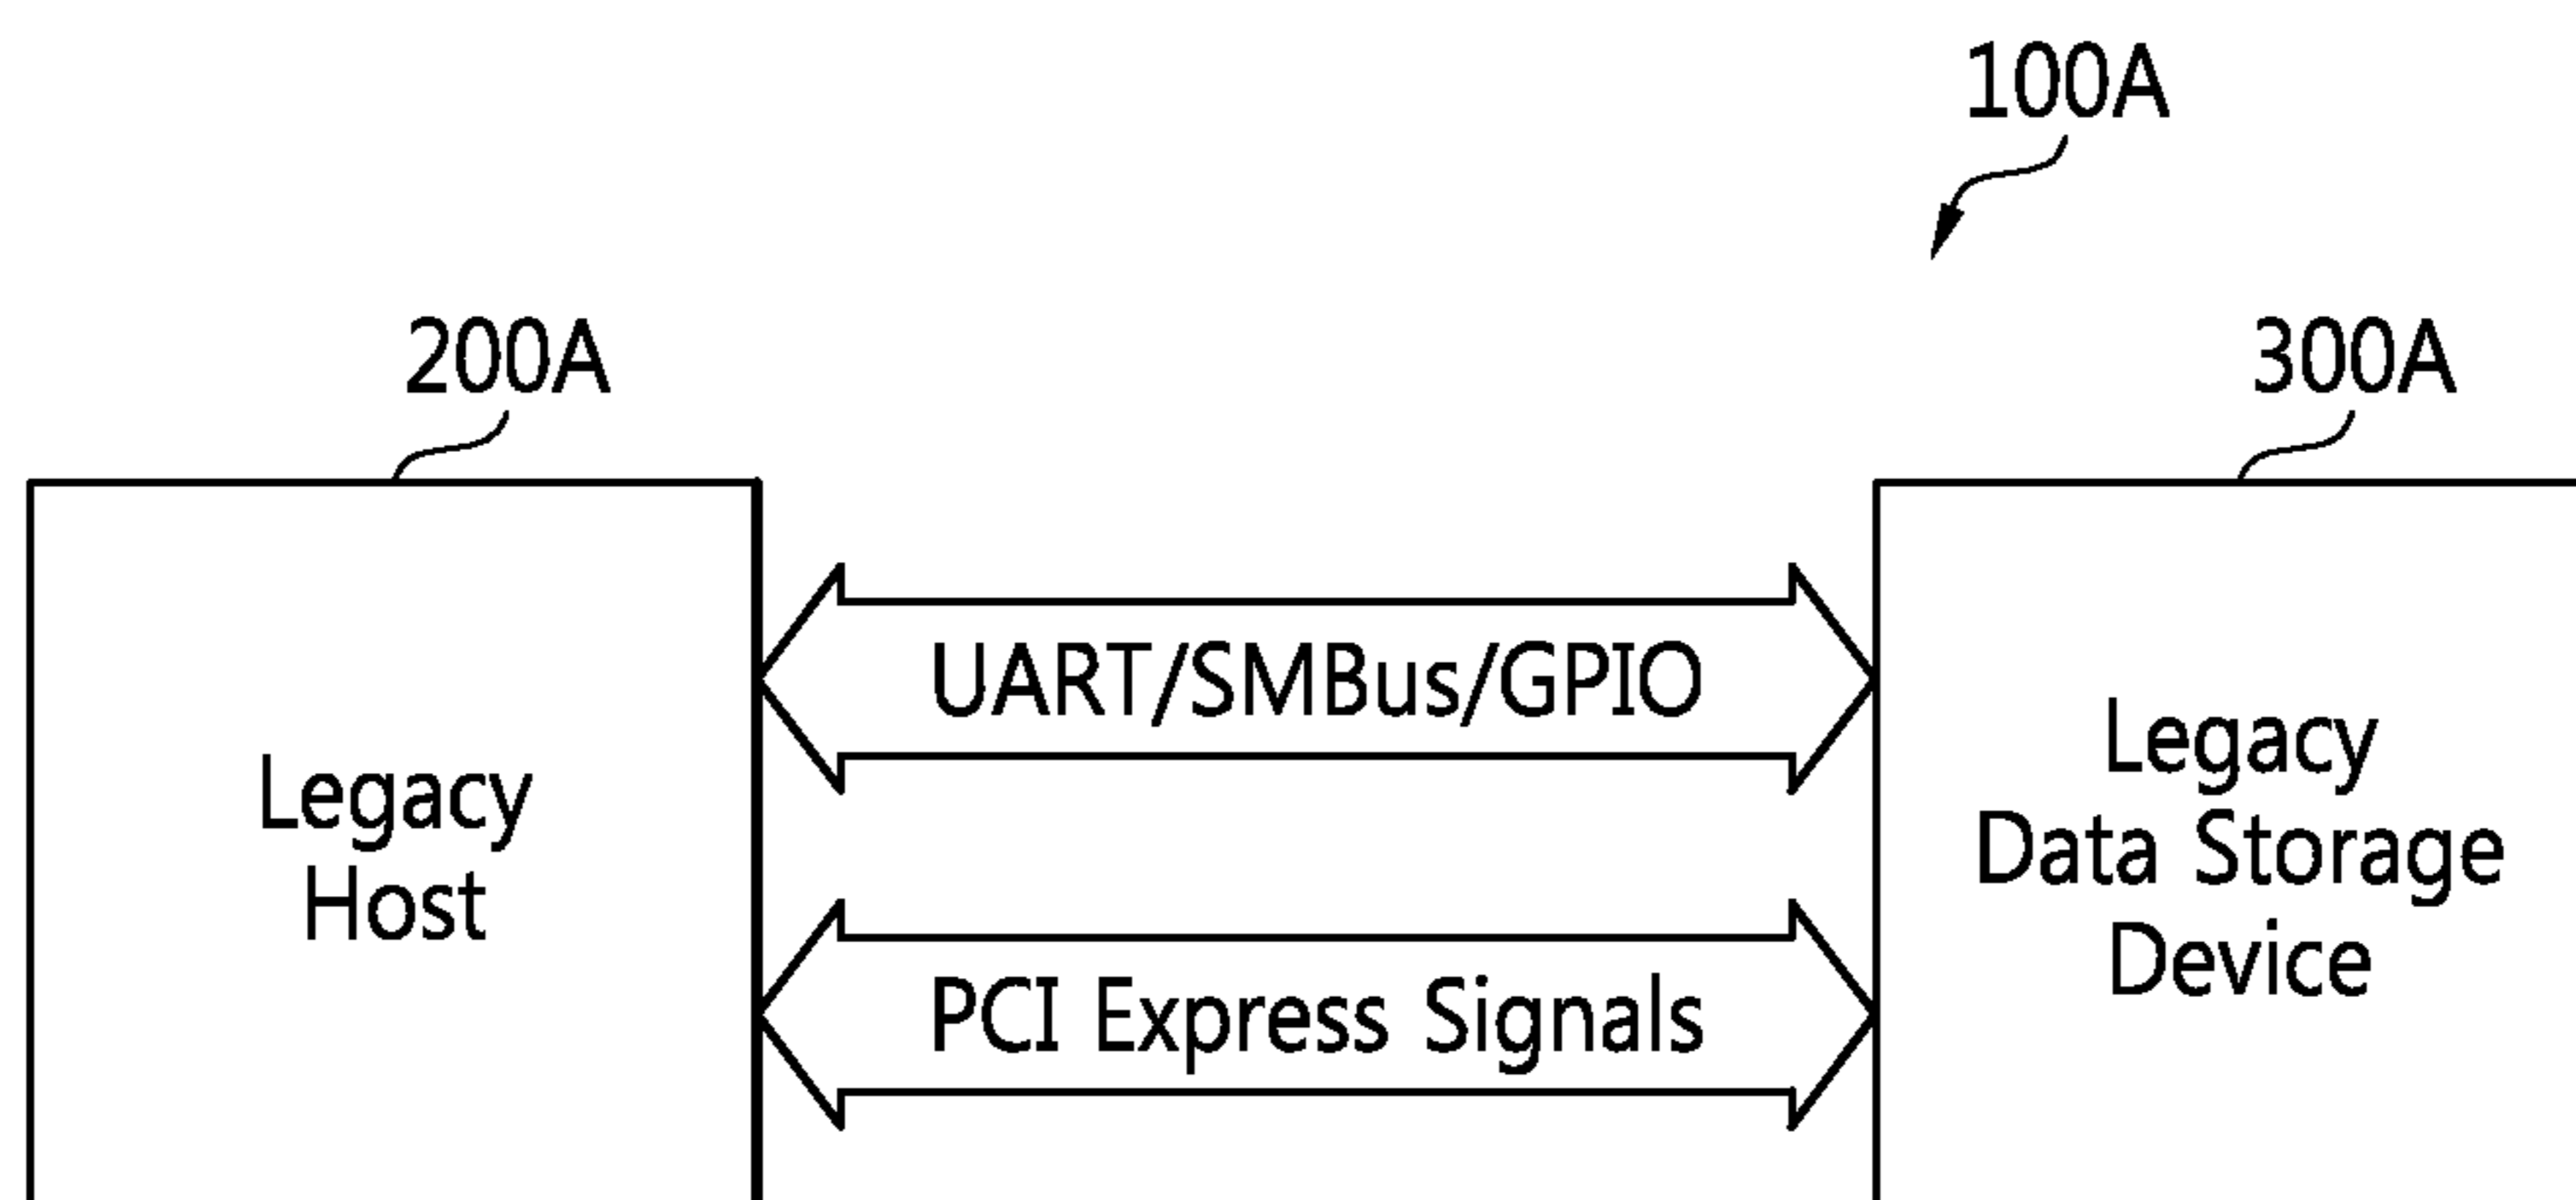 100A
200A
300A
UART/SMBus/GPIO
Legacy
Host
Legacy
Data Storage
Device
PCI Express Signals